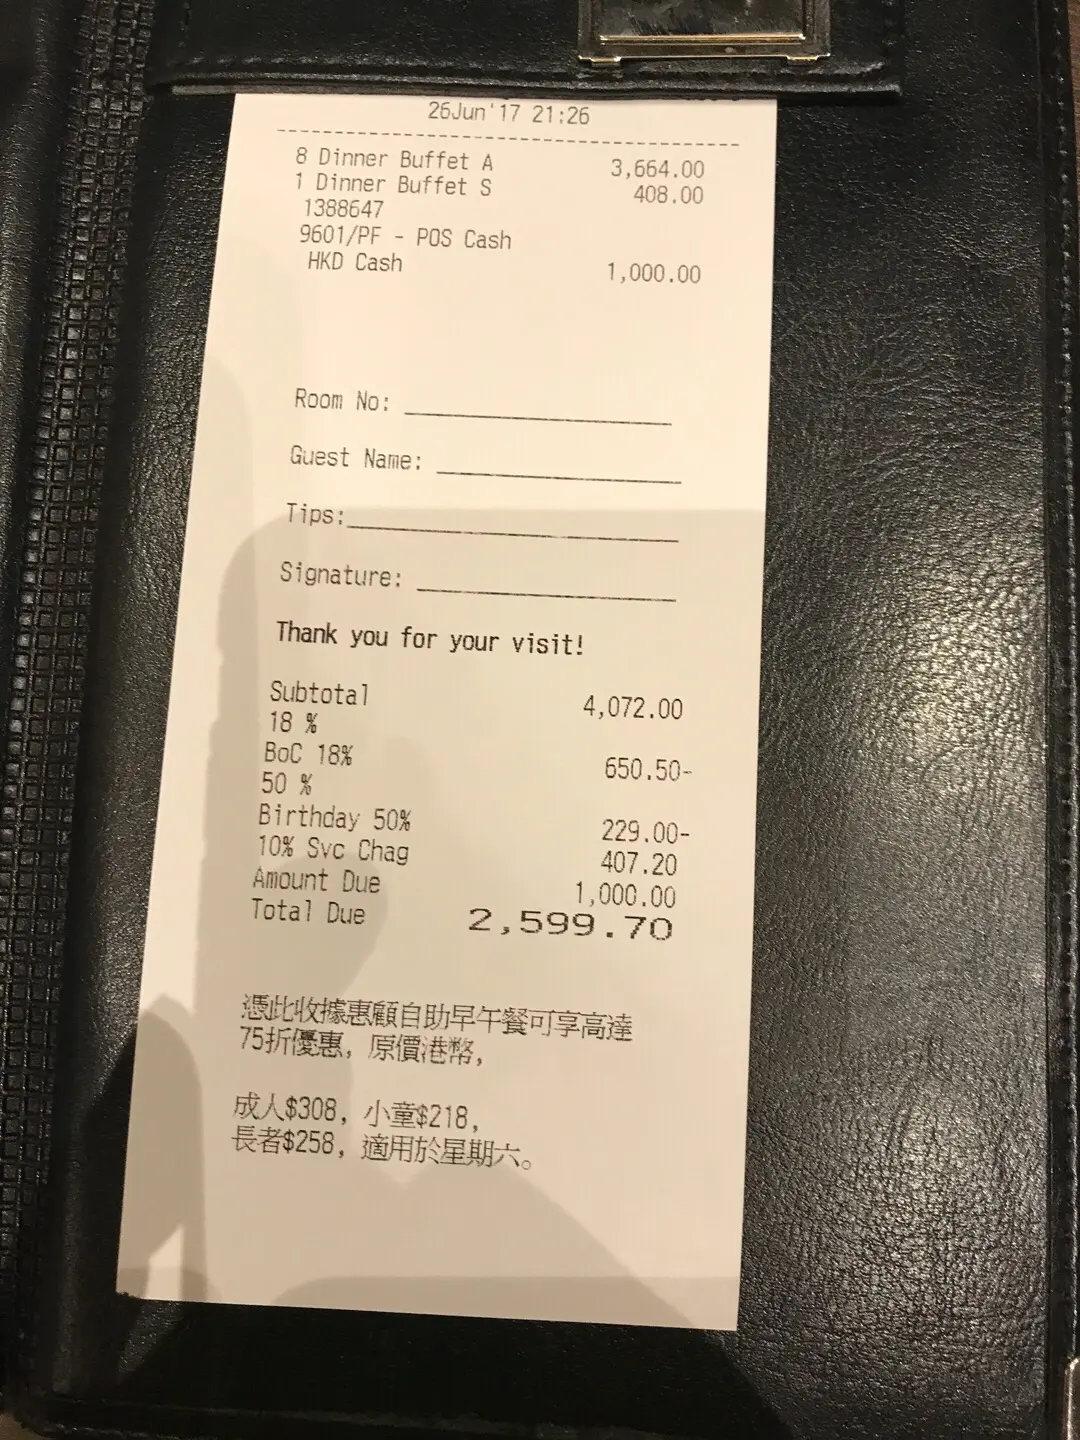 26Jun'17 21:26
8 Dinner Buffet A 3,664.00
1 Dinner Buffet S 408.00
1388647
9601/PF - POS Cash
HKD Cash 1,000.00
Room No:
Guest Name:
Tips:
Signature:
Thank you for your visit!
Subtotal 4,072.00
18 %
BoC 18% 650.50-
50 %
Birthday 50% 229.00-
10% Svc Chag 407.20
Amount Due 1,000.00
Total Due 2,599.70
憑此收據惠顧自助早午餐可享高達
75折優惠, 原價港幣,
成人$308, 小童$218,
長者$258, 適用於星期六。